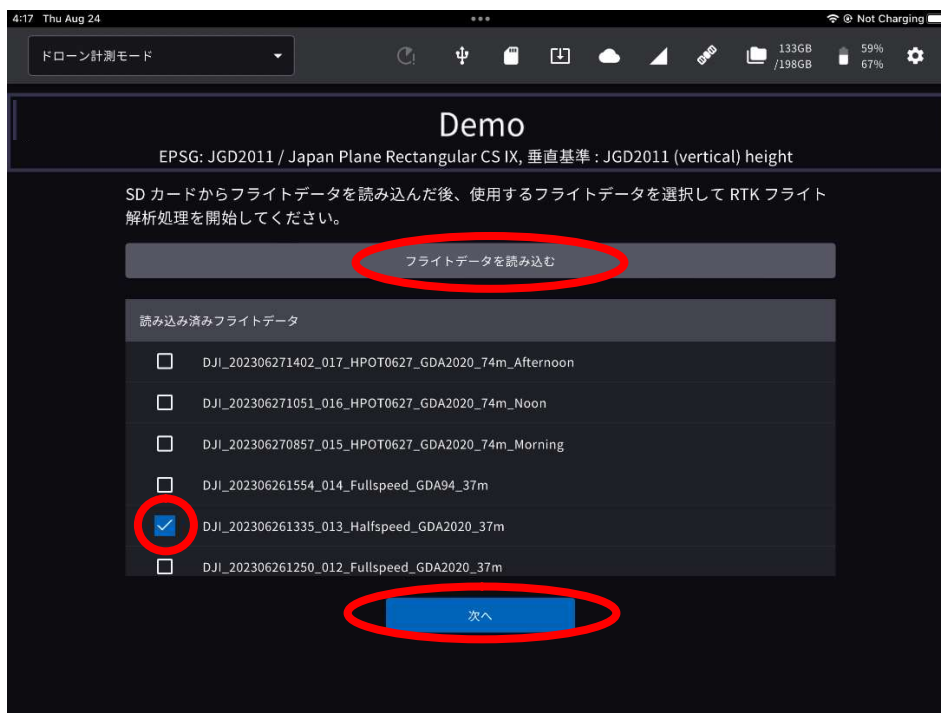 4:17 Thu Aug 24
Not Charging
ドローン計測モード
133GB
/198GB
59%
67%
Demo
EPSG: JGD2011 / Japan Plane Rectangular CS IX, 垂直基準 : JGD2011 (vertical) height
SD カードからフライトデータを読み込んだ後、使用するフライトデータを選択して RTK フライト
解析処理を開始してください。
フライトデータを読み込む
読み込み済みフライトデータ
DJI_202306271402_017_HPOT0627_GDA2020_74m_Afternoon
DJI_202306271051_016_HPOT0627_GDA2020_74m_Noon
DJI_202306270857_015_HPOT0627_GDA2020_74m_Morning
DJI_202306261554_014_Fullspeed_GDA94_37m
DJI_202306261335_013_Halfspeed_GDA2020_37m
DJI_202306261250_012_Fullspeed_GDA2020_37m
次へ